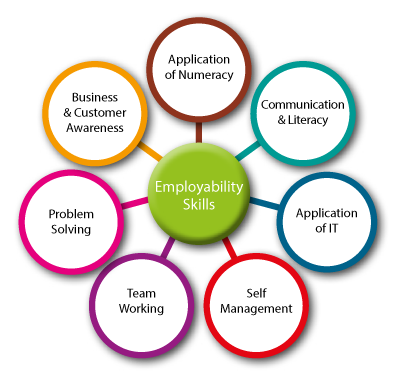 Application
of Numeracy
Communication
& Literacy
Application
of IT
Self
Management
Team
Working
Problem
Solving
Business
& Customer
Awareness
Employability
Skills